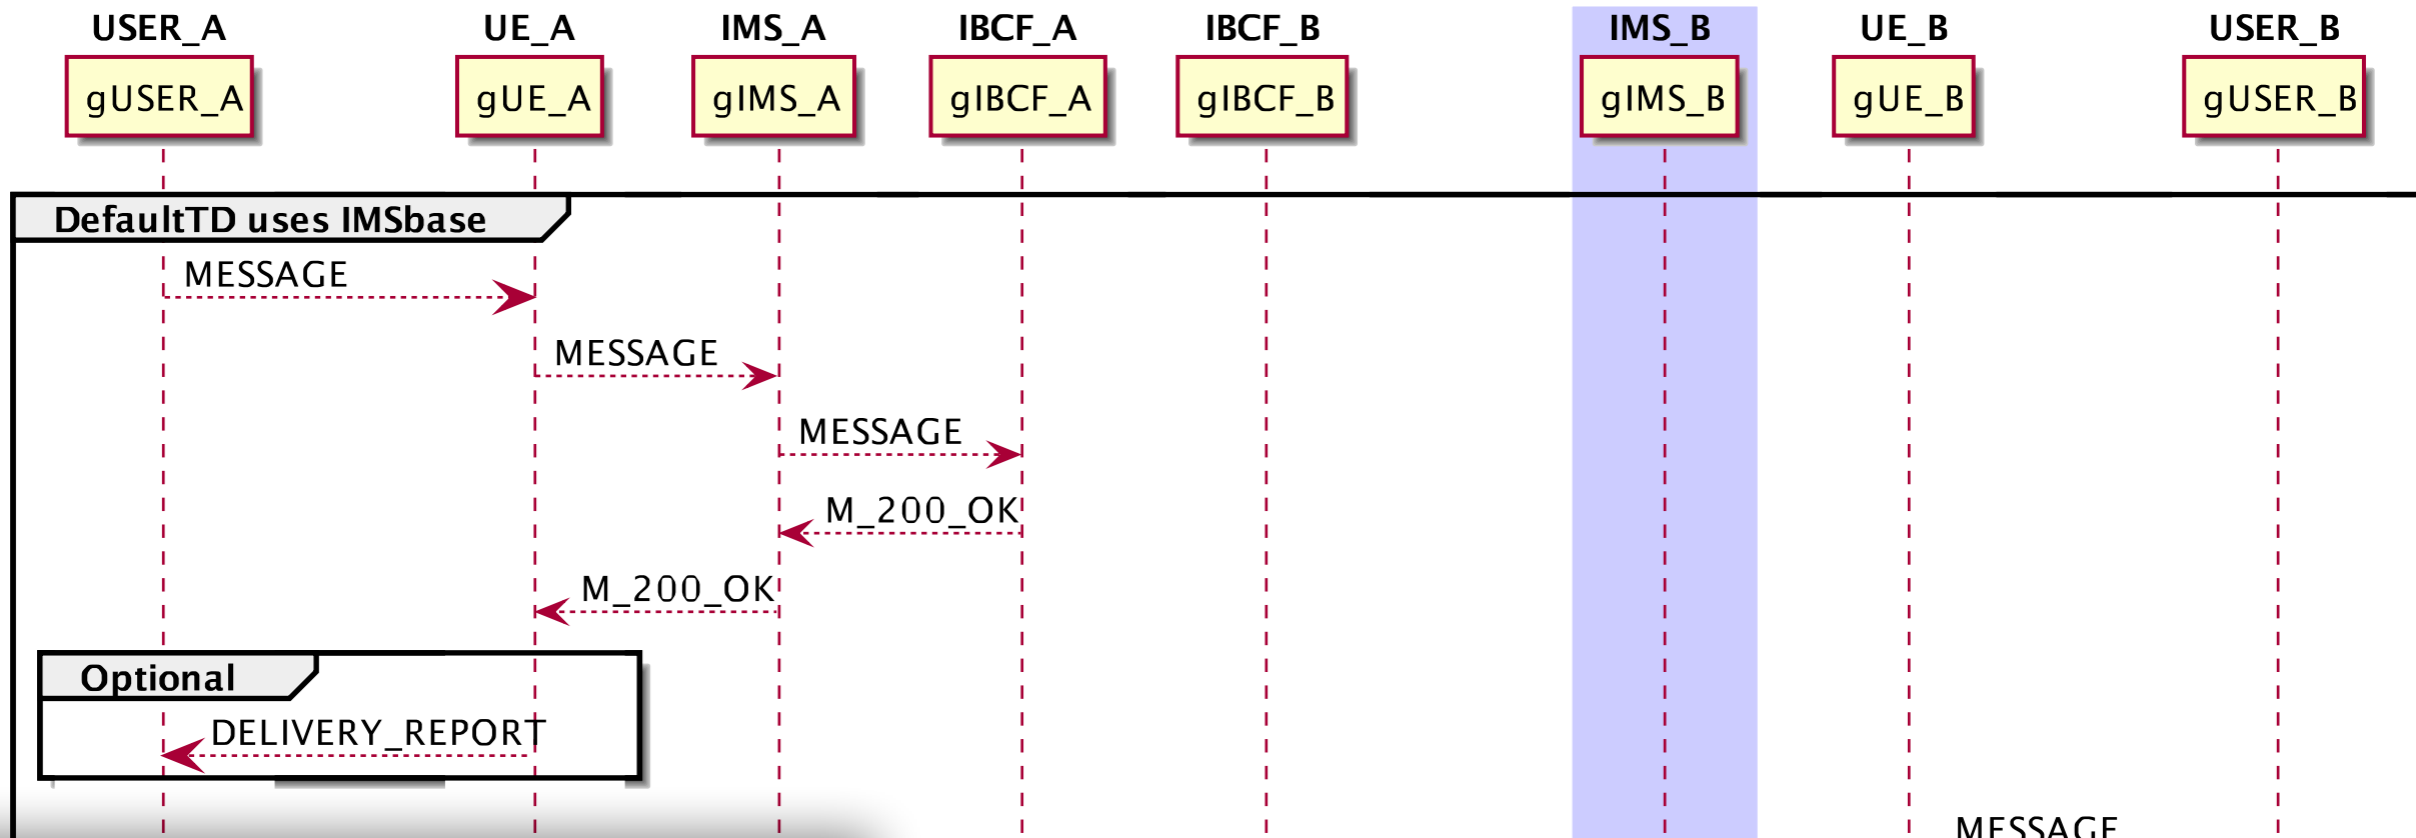 USER_A UE_A IMS_A IBCF_A IBCF_B IMS_B UE_B USER_B
gUSER_A gUE_A gIMS_A gIBCF_A gIBCF_B gIMS_B gUE_B gUSER_B
DefaultTD uses IMSbase
MESSAGE
MESSAGE
MESSAGE
M_200_OK
M_200_OK
Optional
DELIVERY_REPORT
MESSAGE